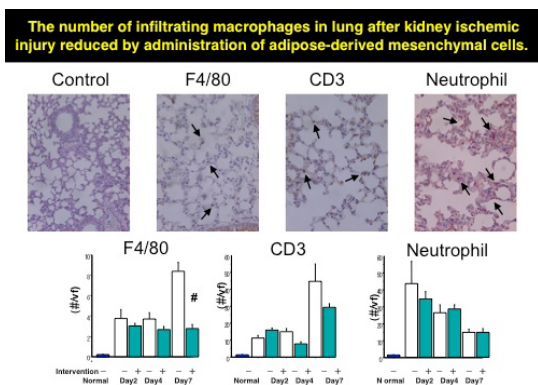 The number of infiltrating macrophages in lung after kidney ischemic
injury reduced by administration of adipose-derived mesenchymal cells.
Control F4/80 CD3 Neutrophil
F4/80 CD3 Neutrophil
(#/vf) (#/vf) (#/vf)
#
Intervention − − + − + − + − − + − + − + − − + − + − +
Normal Day2 Day4 Day7 Normal Day2 Day4 Day7 N ormal Day2 Day4 Day7